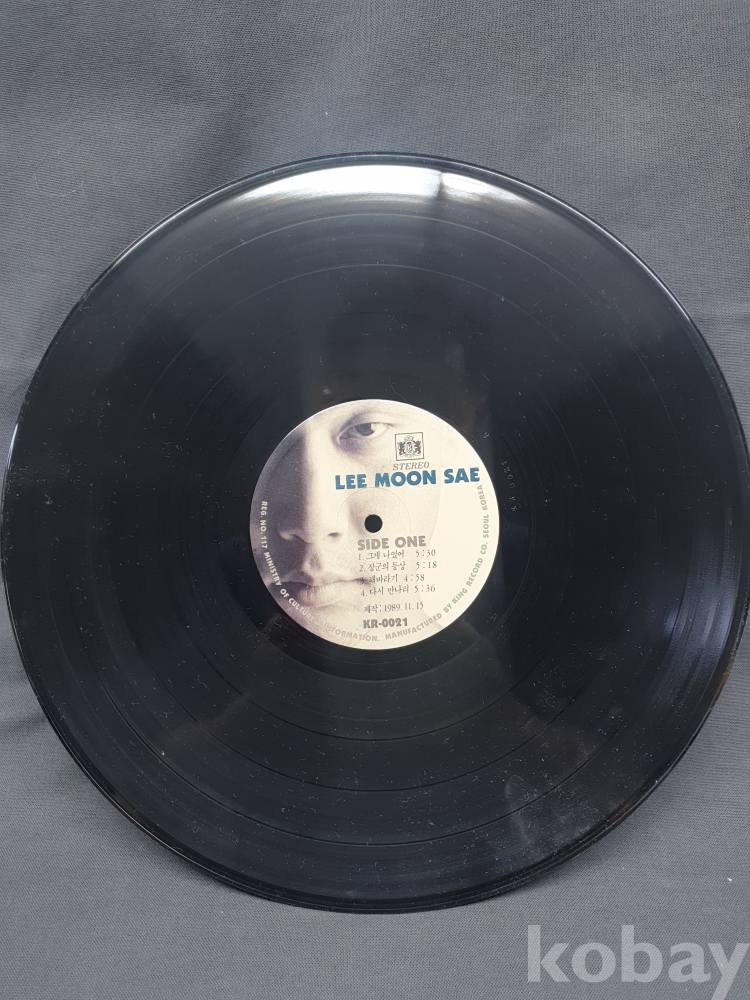 STEREO
LEE MOON SAE
SIDE ONE
1. 그게 나였어 5:30
2. 장군의 동상 5:18
3. 해바라기 4:58
4. 다시 만나리 5:36
제작:1989.11.15
KR-0021
REG. NO. 117 MINISTRY OF CULTURE INFORMATION. MANUFACTURED BY KING RECORD CO. SEOUL KOREA
kobay